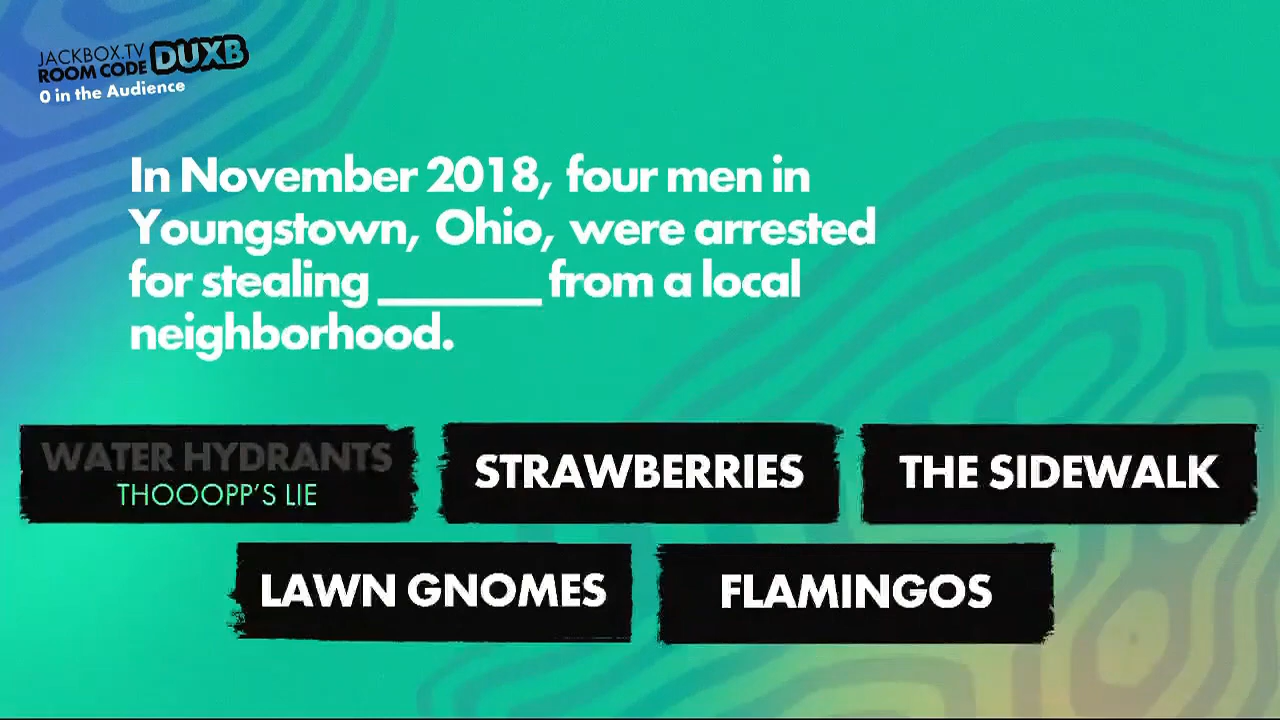 JACKBOX.TV
ROOM CODE DUXB
0 in the Audience
In November 2018, four men in
Youngstown, Ohio, were arrested
for stealing ______ from a local
neighborhood.
WATER HYDRANTS
THOOOPP'S LIE
STRAWBERRIES
THE SIDEWALK
LAWN GNOMES
FLAMINGOS